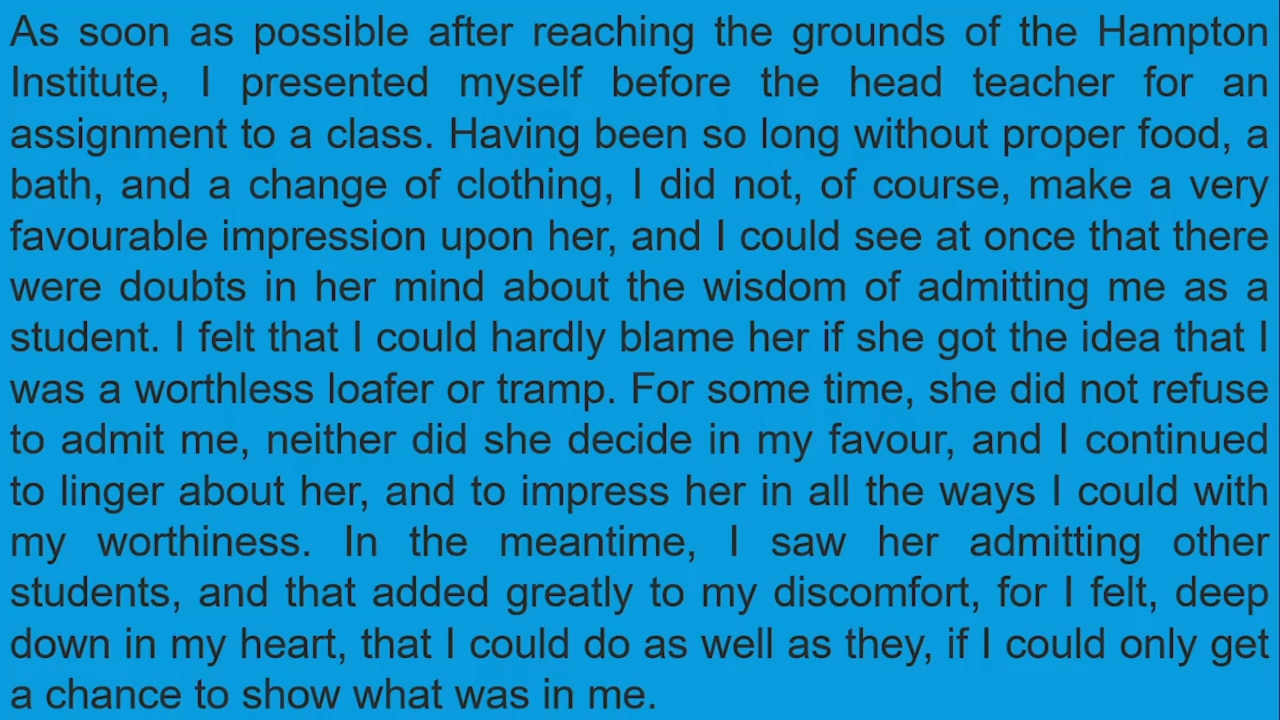 As soon as possible after reaching the grounds of the Hampton
Institute, I presented myself before the head teacher for an
assignment to a class. Having been so long without proper food, a
bath, and a change of clothing, I did not, of course, make a very
favourable impression upon her, and I could see at once that there
were doubts in her mind about the wisdom of admitting me as a
student. I felt that I could hardly blame her if she got the idea that I
was a worthless loafer or tramp. For some time, she did not refuse
to admit me, neither did she decide in my favour, and I continued
to linger about her, and to impress her in all the ways I could with
my worthiness. In the meantime, I saw her admitting other
students, and that added greatly to my discomfort, for I felt, deep
down in my heart, that I could do as well as they, if I could only get
a chance to show what was in me.